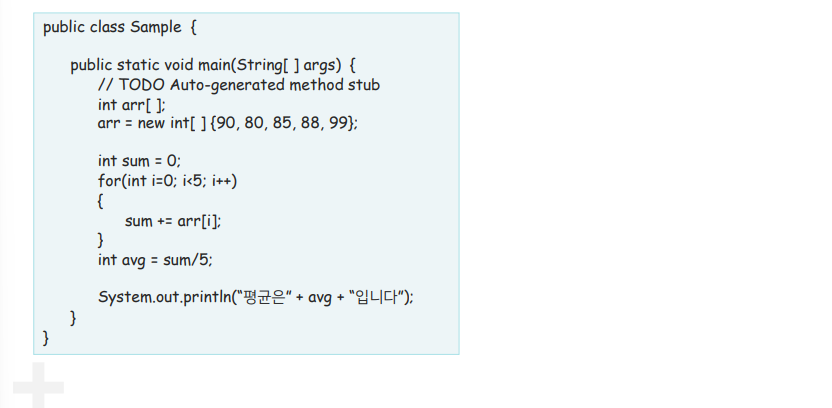 public class Sample {
public static void main(String[ ] args) {
// TODO Auto-generated method stub
int arr[ ];
arr = new int[ ] {90, 80, 85, 88, 99};
int sum = 0;
for(int i=0; i<5; i++)
{
sum += arr[i];
}
int avg = sum/5;
System.out.println(“평균은” + avg + “입니다”);
}
}